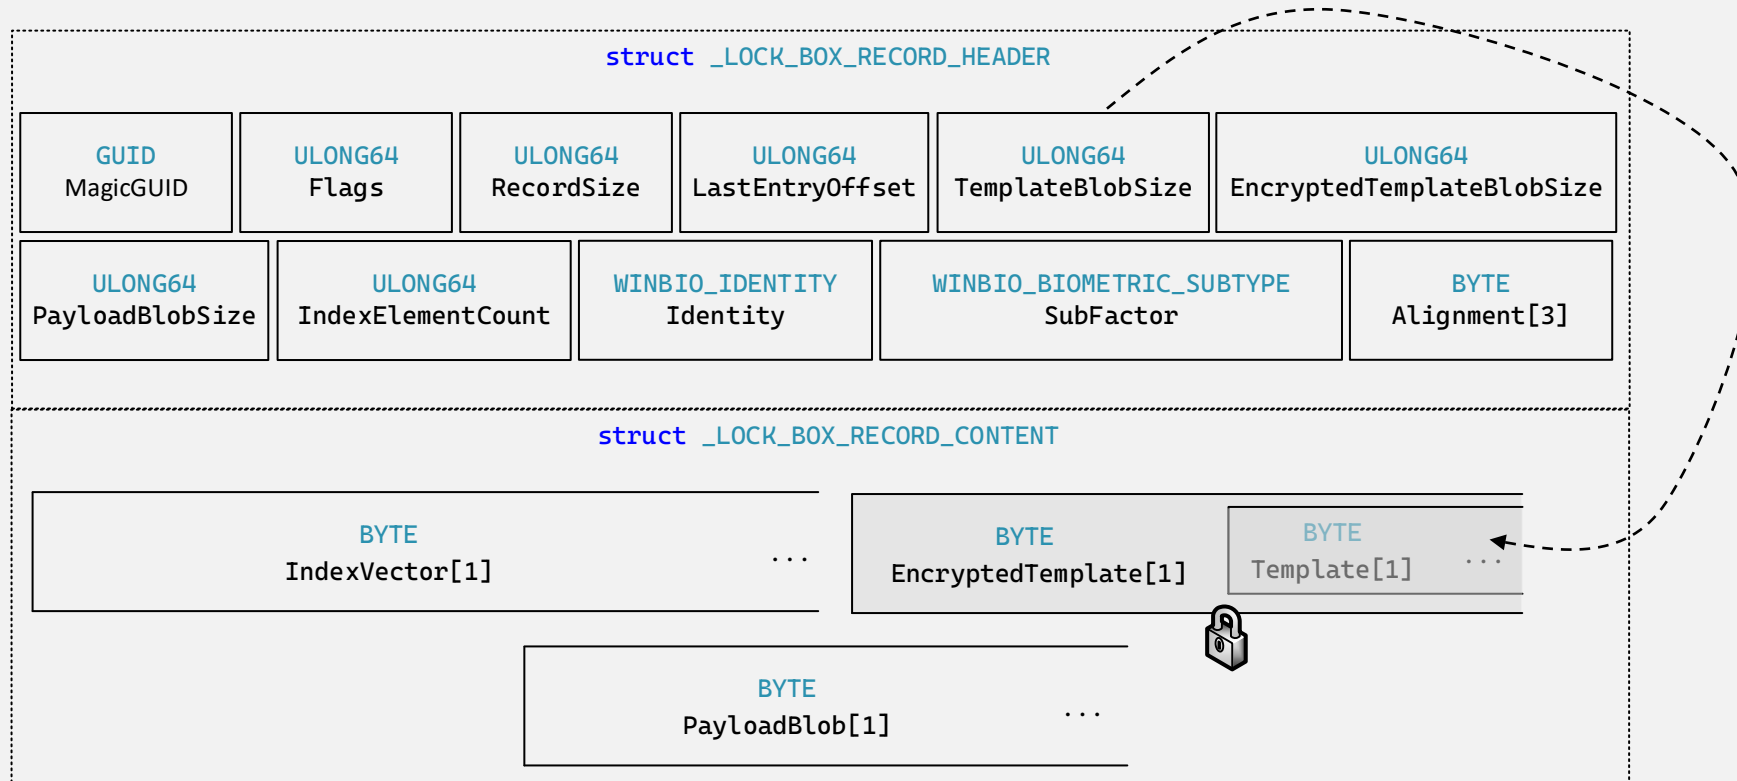 struct _LOCK_BOX_RECORD_HEADER
GUID
MagicGUID
ULONG64
Flags
ULONG64
RecordSize
ULONG64
LastEntryOffset
ULONG64
TemplateBlobSize
ULONG64
EncryptedTemplateBlobSize
ULONG64
PayloadBlobSize
ULONG64
IndexElementCount
WINBIO_IDENTITY
Identity
WINBIO_BIOMETRIC_SUBTYPE
SubFactor
BYTE
Alignment[3]
struct _LOCK_BOX_RECORD_CONTENT
BYTE
IndexVector[1]
...
BYTE
EncryptedTemplate[1]
BYTE
Template[1]
...
BYTE
PayloadBlob[1]
...